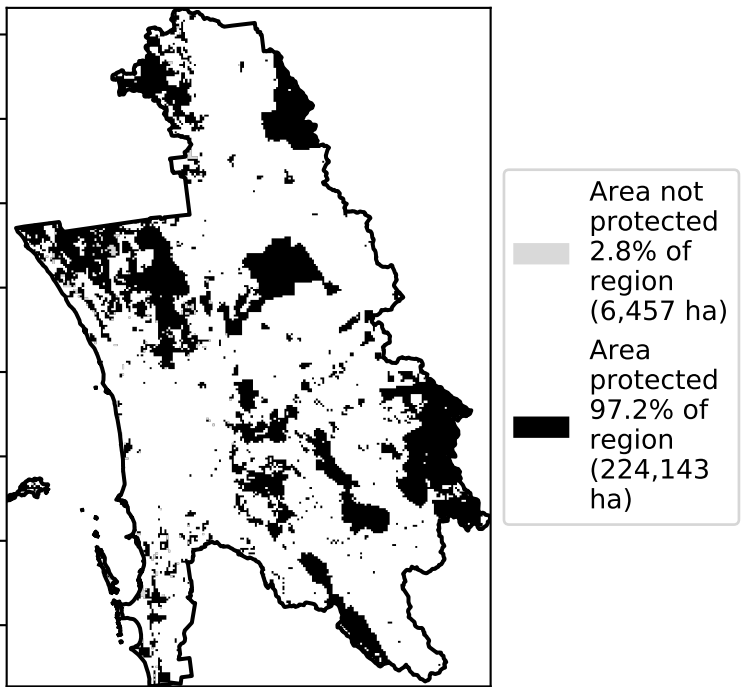 Area not
protected
2.8% of
region
(6,457 ha)
Area
protected
97.2% of
region
(224,143
ha)